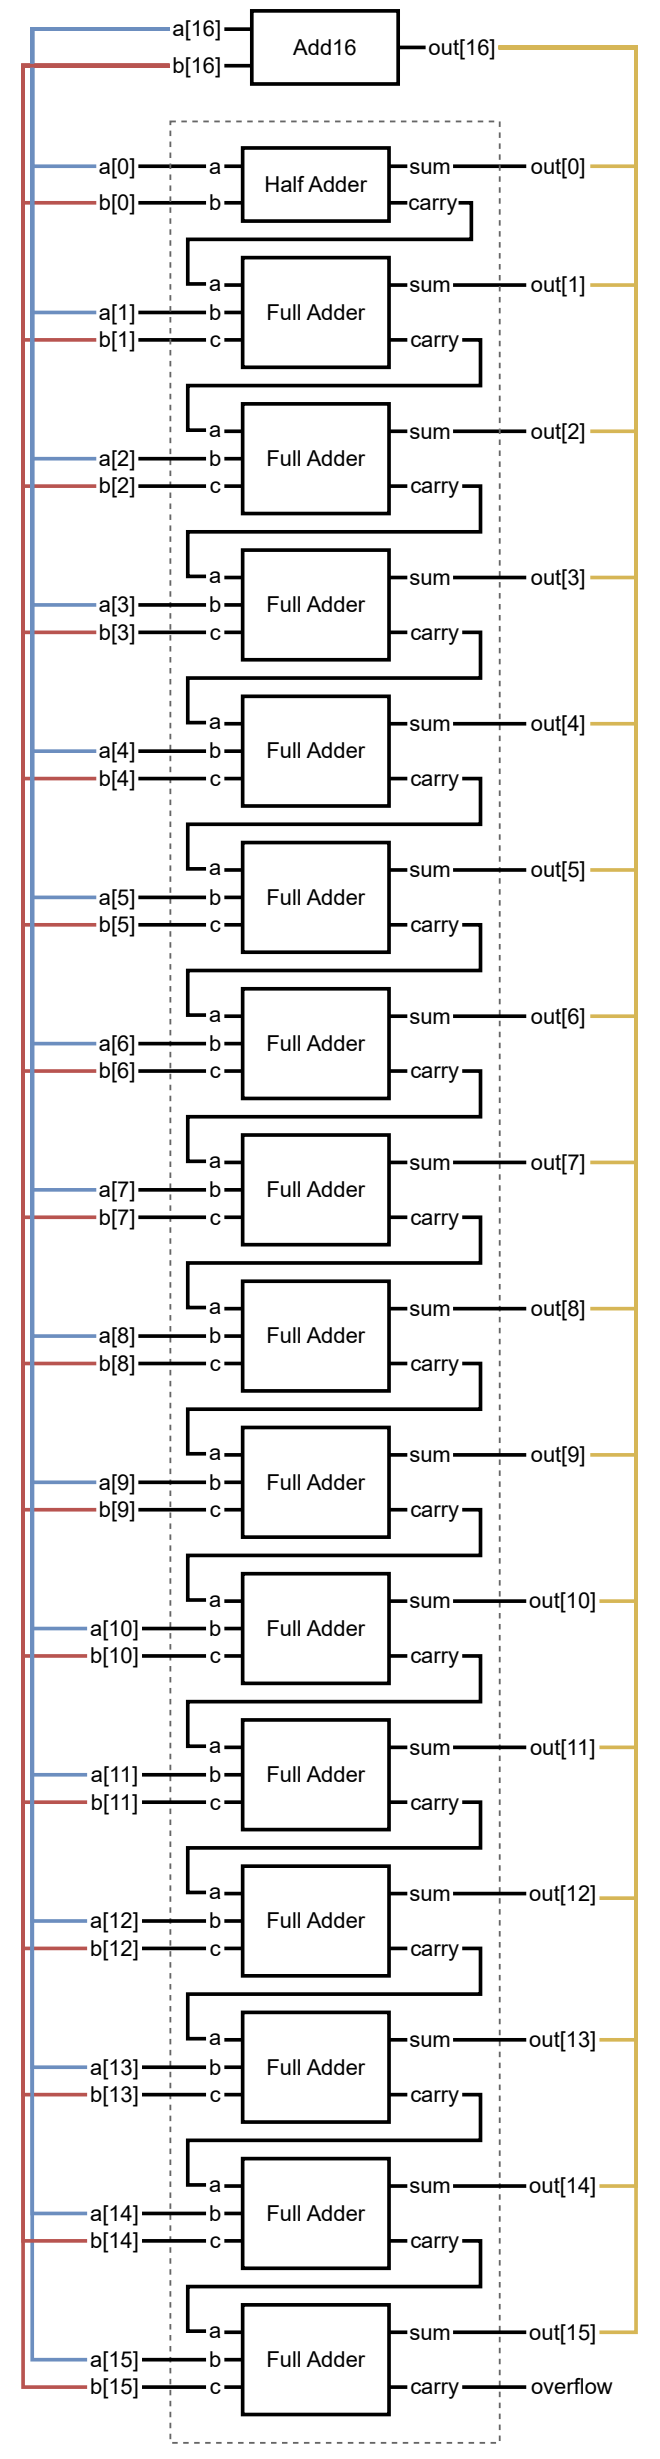 a[16] Add16 out[16]
b[16]
a[0] a Half Adder sum out[0]
b[0] b carry
a sum out[1]
a[1] b Full Adder
b[1] c carry
a sum out[2]
a[2] b Full Adder
b[2] c carry
a sum out[3]
a[3] b Full Adder
b[3] c carry
a sum out[4]
a[4] b Full Adder
b[4] c carry
a sum out[5]
a[5] b Full Adder
b[5] c carry
a sum out[6]
a[6] b Full Adder
b[6] c carry
a sum out[7]
a[7] b Full Adder
b[7] c carry
a sum out[8]
a[8] b Full Adder
b[8] c carry
a sum out[9]
a[9] b Full Adder
b[9] c carry
a sum out[10]
a[10] b Full Adder
b[10] c carry
a sum out[11]
a[11] b Full Adder
b[11] c carry
a sum out[12]
a[12] b Full Adder
b[12] c carry
a sum out[13]
a[13] b Full Adder
b[13] c carry
a sum out[14]
a[14] b Full Adder
b[14] c carry
a sum out[15]
a[15] b Full Adder
b[15] c carry overflow